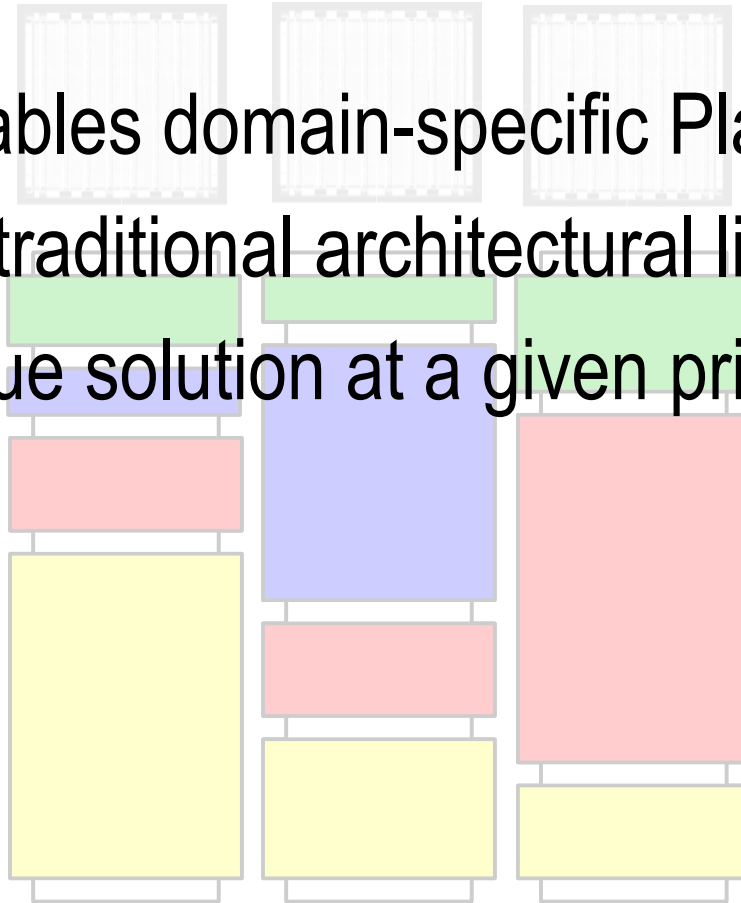 ables domain-specific Pla
traditional architectural li
ue solution at a given pri